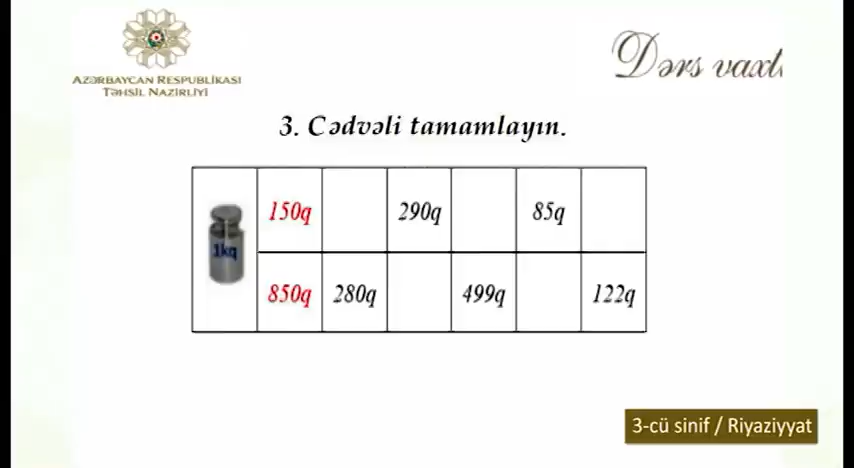 AZƏRBAYCAN RESPUBLİKASI
TƏHSİL NAZİRLİYİ
Dərs vaxtı
3. Cədvəli tamamlayın.
1kq
150q 290q 85q
850q 280q 499q 122q
3-cü sinif / Riyaziyyat